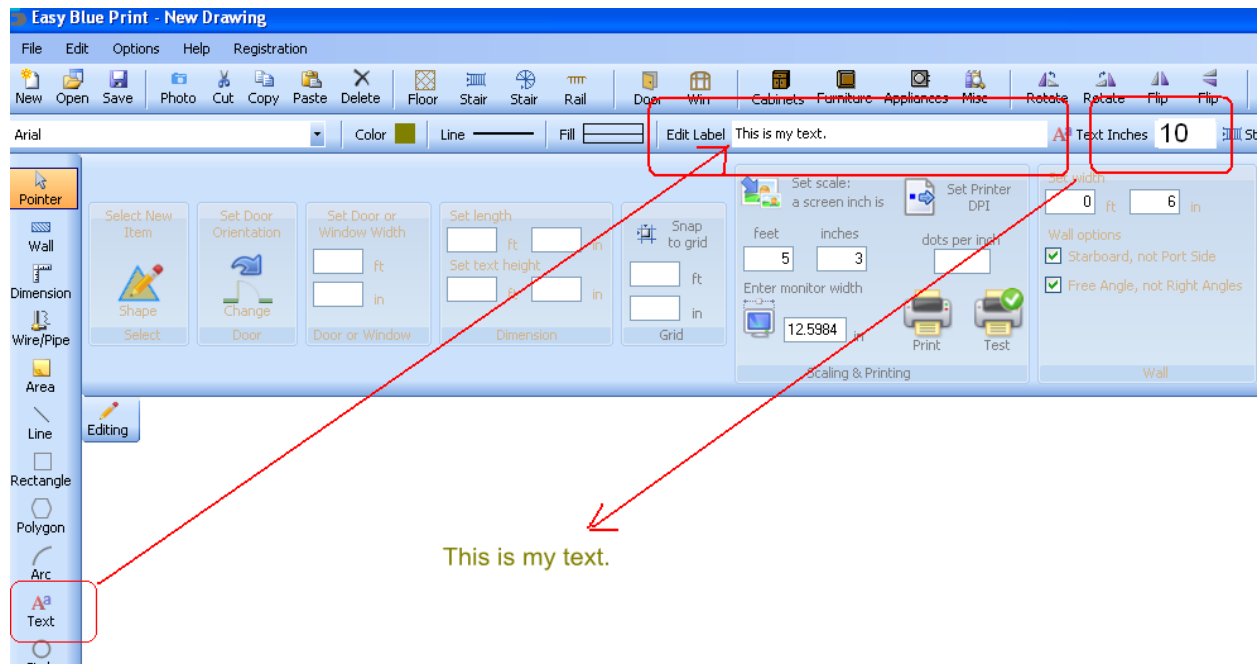 Easy Blue Print - New Drawing
File Edit Options Help Registration
New Open Save Photo Cut Copy Paste Delete Floor Stair Stair Rail Door Win Cabinets Furniture Appliances Misc Rotate Rotate Flip Flip
Arial Color Line Fill Edit Label This is my text. Aa Text Inches 10 St
Pointer
Wall
Dimension
Wire/Pipe
Area
Line
Rectangle
Polygon
Arc
Aa
Text
Select New
Item
Shape
Select
Set Door
Orientation
Change
Door
Set Door or
Window Width
ft
in
Door or Window
Set length
ft in
Set text height
ft in
Dimension
Snap
to grid
ft
in
Grid
Set scale:
a screen inch is
feet inches
5 3
Enter monitor width
12.5984 in
Set Printer
DPI
dots per inch
Print Test
Scaling & Printing
Set width
0 ft 6 in
Wall options
Starboard, not Port Side
Free Angle, not Right Angles
Wall
Editing
This is my text.